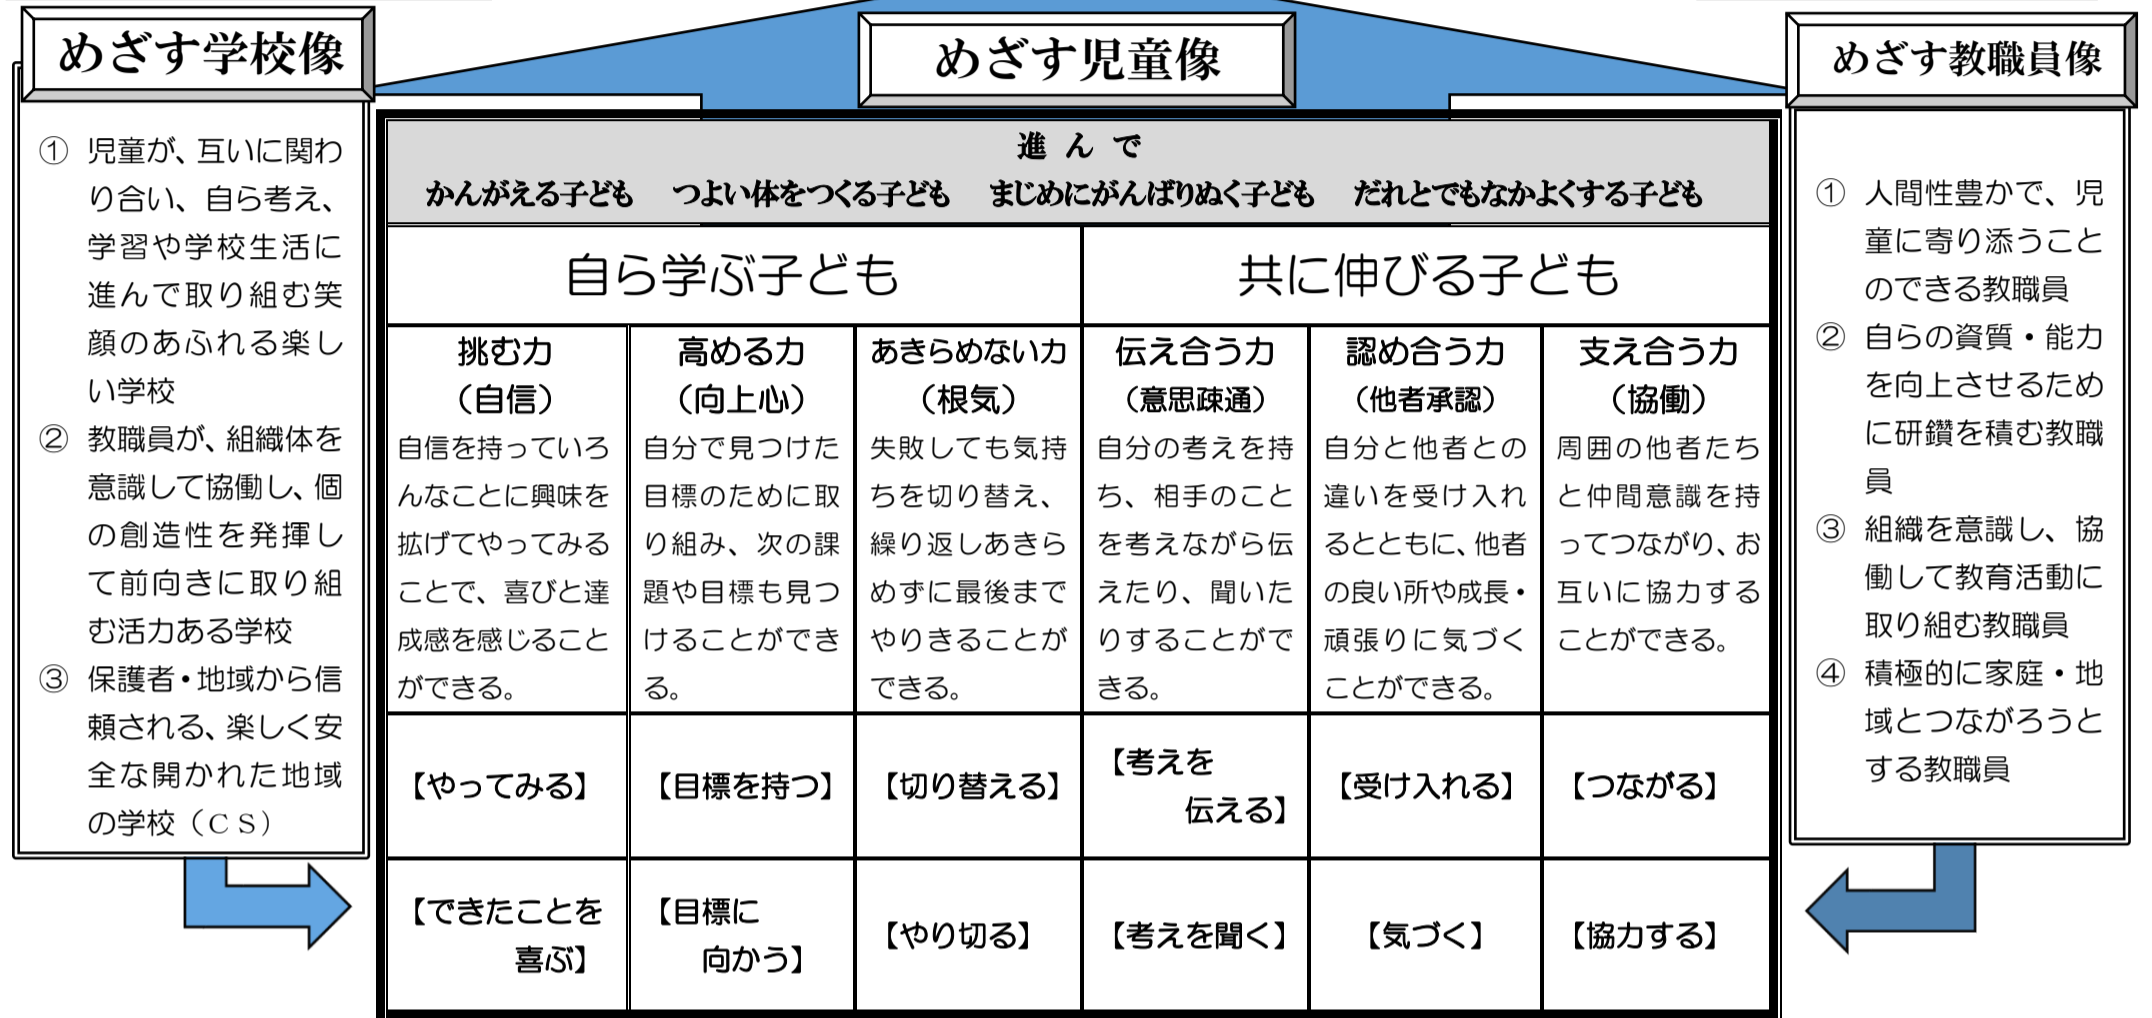 めざす学校像
① 児童が、互いに関わ
り合い、自ら考え、
学習や学校生活に
進んで取り組む笑
顔のあふれる楽し
い学校
② 教職員が、組織体を
意識して協働し、個
の創造性を発揮し
て前向きに取り組
む活力ある学校
③ 保護者・地域から信
頼される、楽しく安
全な開かれた地域
の学校（ＣＳ）
めざす児童像
進んで
かんがえる子ども　つよい体をつくる子ども　まじめにがんばりぬく子ども　だれとでもなかよくする子ども
自ら学ぶ子ども
共に伸びる子ども
挑む力
（自信）
自信を持っていろ
んなことに興味を
拡げてやってみる
ことで、喜びと達
成感を感じること
ができる。
高める力
（向上心）
自分で見つけた
目標のために取
り組み、次の課
題や目標も見つ
けることができ
る。
あきらめない力
（根気）
失敗しても気持
ちを切り替え、
繰り返しあきら
めずに最後まで
やりきることが
できる。
伝え合う力
（意思疎通）
自分の考えを持
ち、相手のこと
を考えながら伝
えたり、聞いた
りすることがで
きる。
認め合う力
（他者承認）
自分と他者との
違いを受け入れ
るとともに、他者
の良い所や成長・
頑張りに気づく
ことができる。
支え合う力
（協働）
周囲の他者たち
と仲間意識を持
ってつながり、お
互いに協力する
ことができる。
【やってみる】
【目標を持つ】
【切り替える】
【考えを
伝える】
【受け入れる】
【つながる】
【できたことを
喜ぶ】
【目標に
向かう】
【やり切る】
【考えを聞く】
【気づく】
【協力する】
めざす教職員像
① 人間性豊かで、児
童に寄り添うこと
のできる教職員
② 自らの資質・能力
を向上させるため
に研鑽を積む教職
員
③ 組織を意識し、協
働して教育活動に
取り組む教職員
④ 積極的に家庭・地
域とつながろうと
する教職員